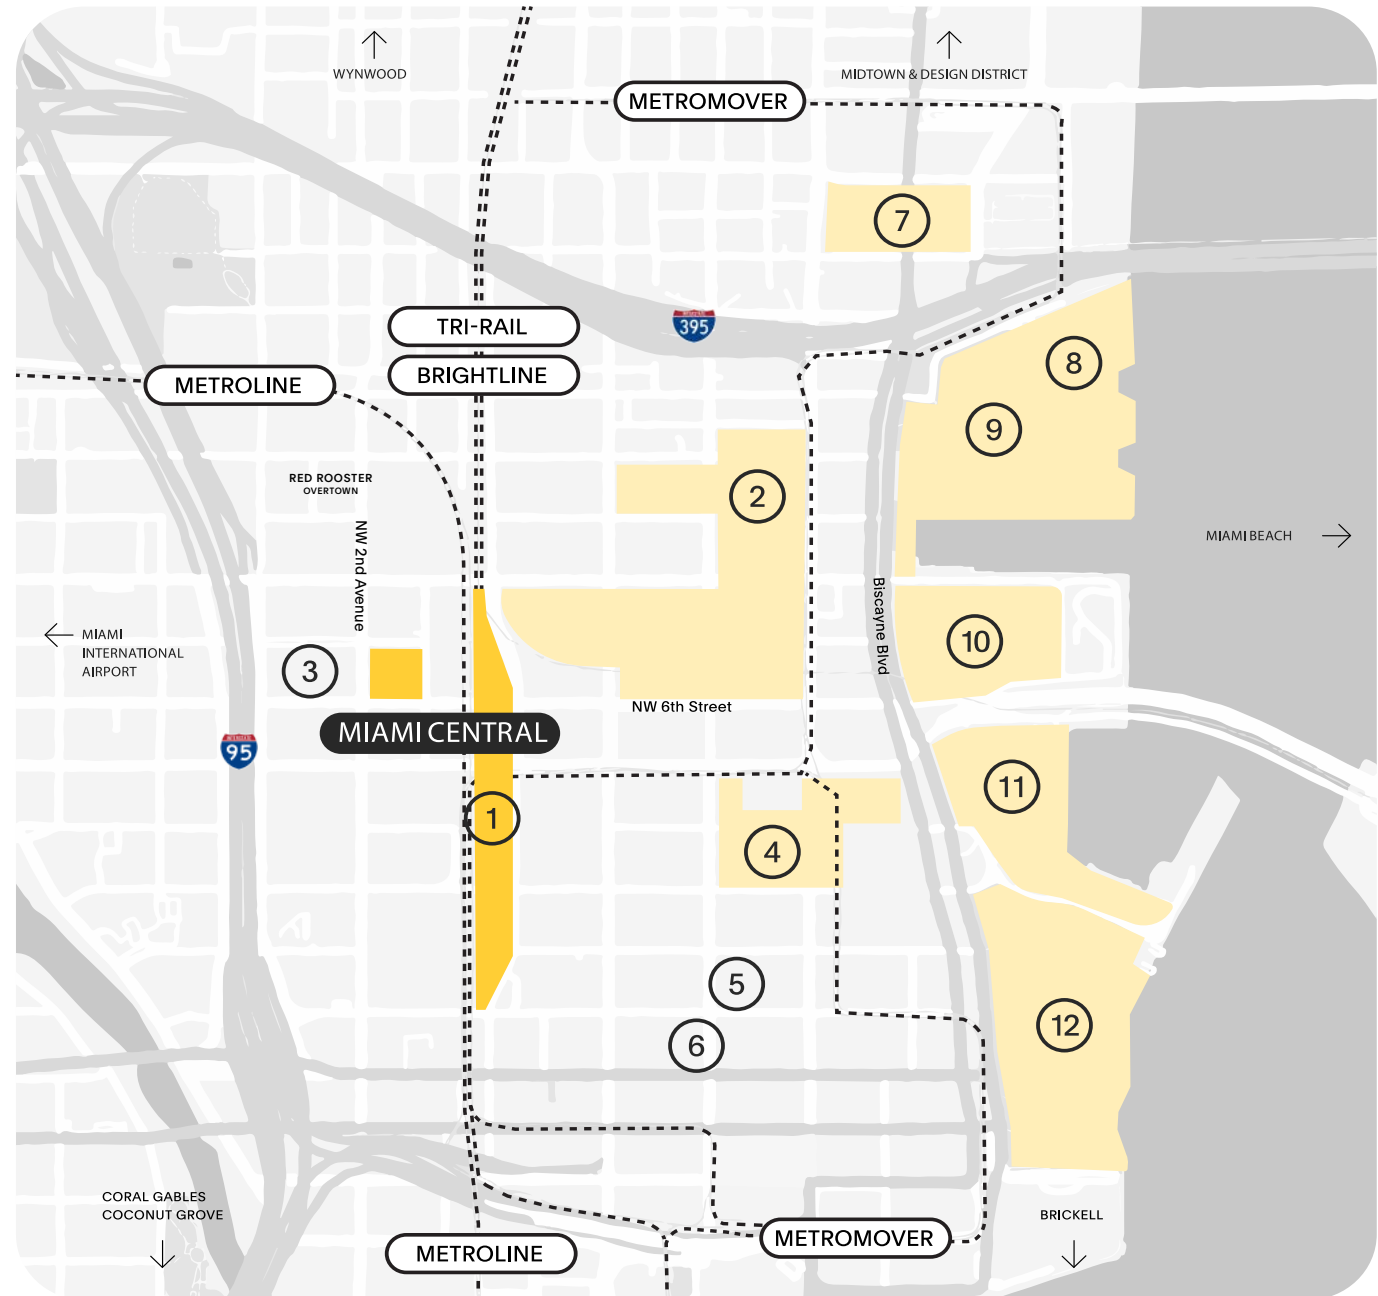 WYNWOOD
MIDTOWN & DESIGN DISTRICT
METROMOVER
7
TRI-RAIL
395
BRIGHTLINE
METROLINE
8
9
RED ROOSTER
OVERTOWN
2
NW 2nd Avenue
MIAMI BEACH
Biscayne Blvd
MIAMI
INTERNATIONAL
AIRPORT
3
10
NW 6th Street
MIAMI CENTRAL
INTERSTATE
95
11
1
4
5
6
12
CORAL GABLES
COCONUT GROVE
BRICKELL
METROLINE
METROMOVER